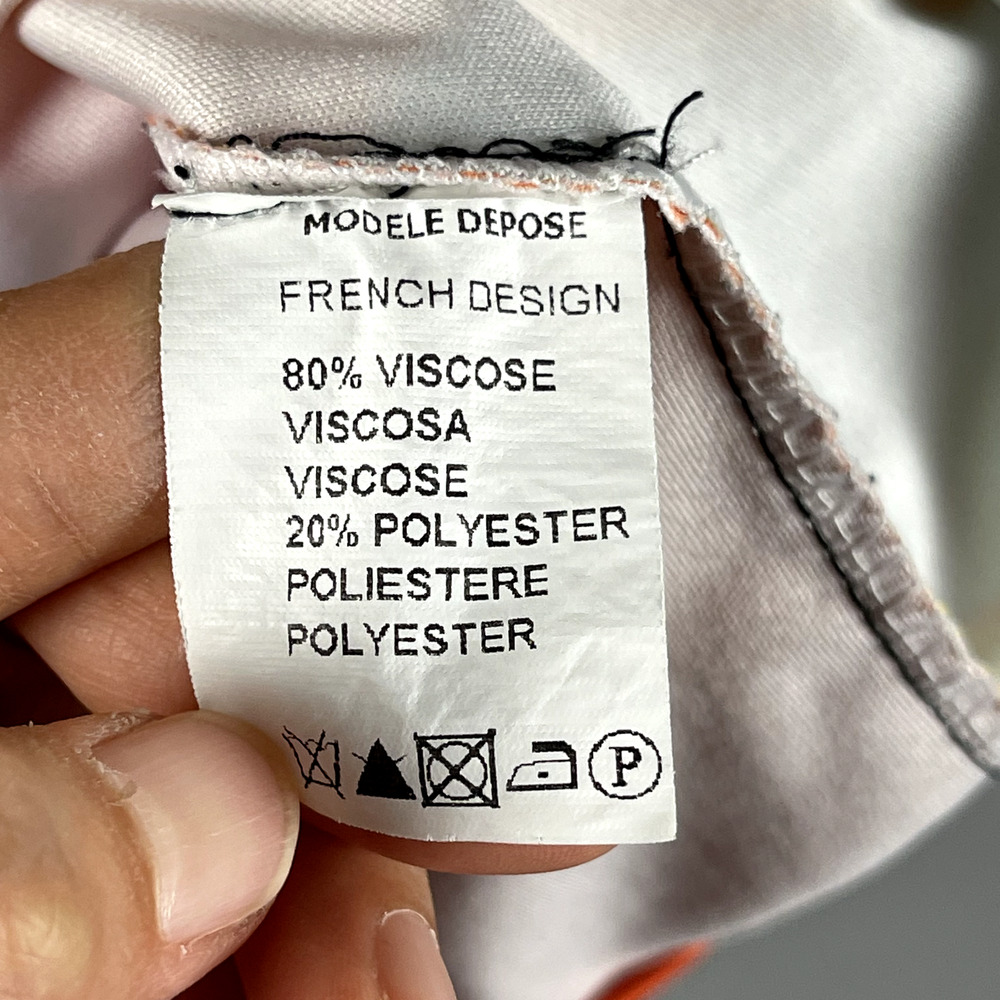 MODELE DEPOSE
FRENCH DESIGN
80% VISCOSE
VISCOSA
VISCOSE
20% POLYESTER
POLIESTERE
POLYESTER
P